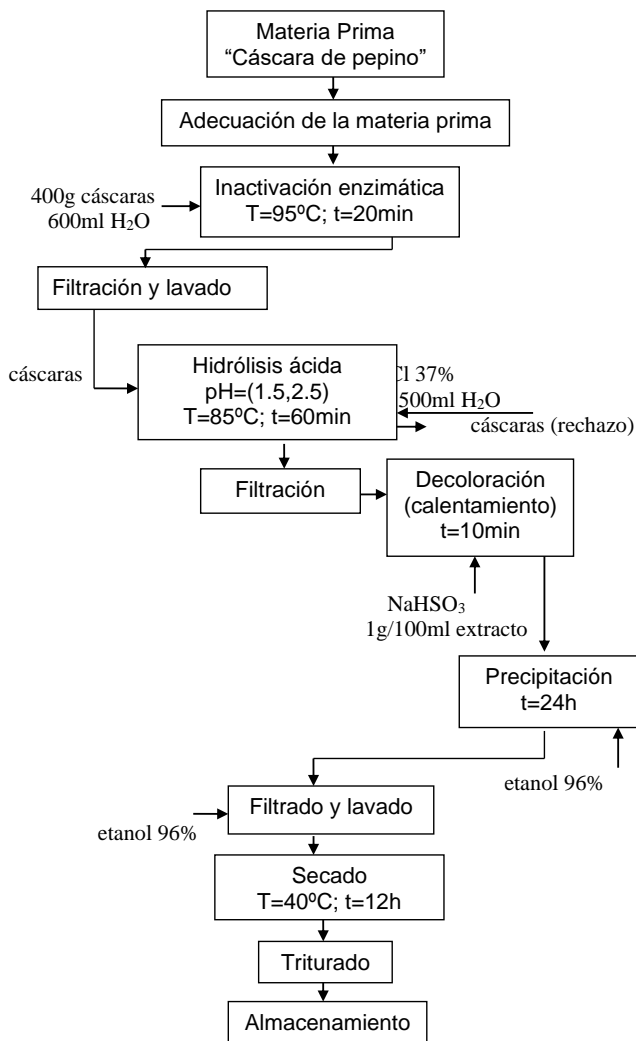 Materia Prima
“Cáscara de pepino”
Adecuación de la materia prima
400g cáscaras
600ml H₂O
Inactivación enzimática
T=95ºC; t=20min
Filtración y lavado
cáscaras
Hidrólisis ácida
pH=(1.5,2.5)
T=85ºC; t=60min
Cl 37%
500ml H₂O
cáscaras (rechazo)
Filtración
Decoloración
(calentamiento)
t=10min
NaHSO₃
1g/100ml extracto
Precipitación
t=24h
etanol 96%
Filtrado y lavado
etanol 96%
Secado
T=40ºC; t=12h
Triturado
Almacenamiento